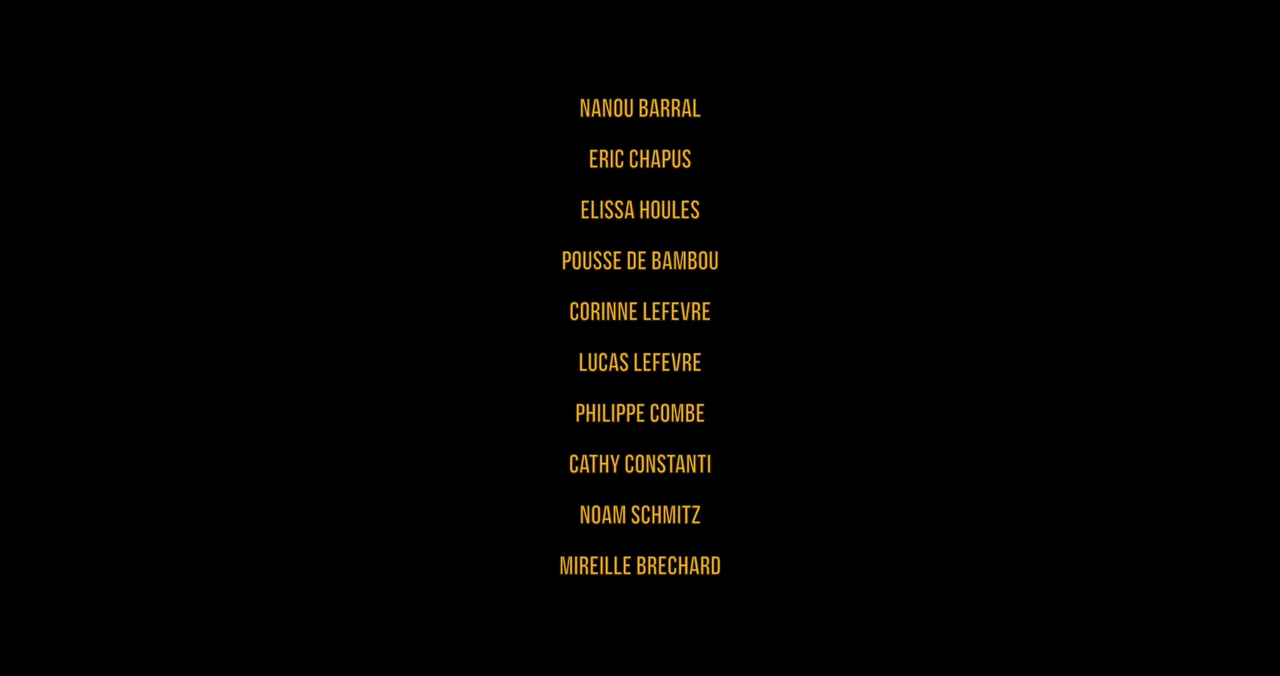 NANOU BARRAL
ERIC CHAPUS
ELISSA HOULES
POUSSE DE BAMBOU
CORINNE LEFEVRE
LUCAS LEFEVRE
PHILIPPE COMBE
CATHY CONSTANTI
NOAM SCHMITZ
MIREILLE BRECHARD